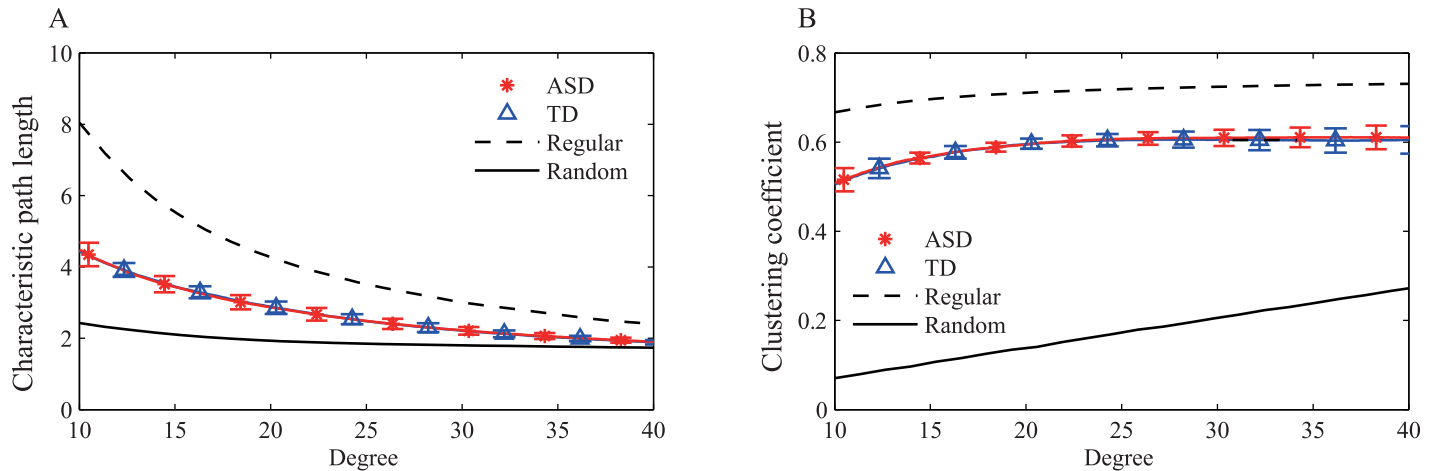 A
Characteristic path length
10
8
6
4
2
0
ASD
TD
Regular
Random
10 15 20 25 30 35 40
Degree
B
Clustering coefficient
0.8
0.6
0.4
0.2
0
ASD
TD
Regular
Random
10 15 20 25 30 35 40
Degree